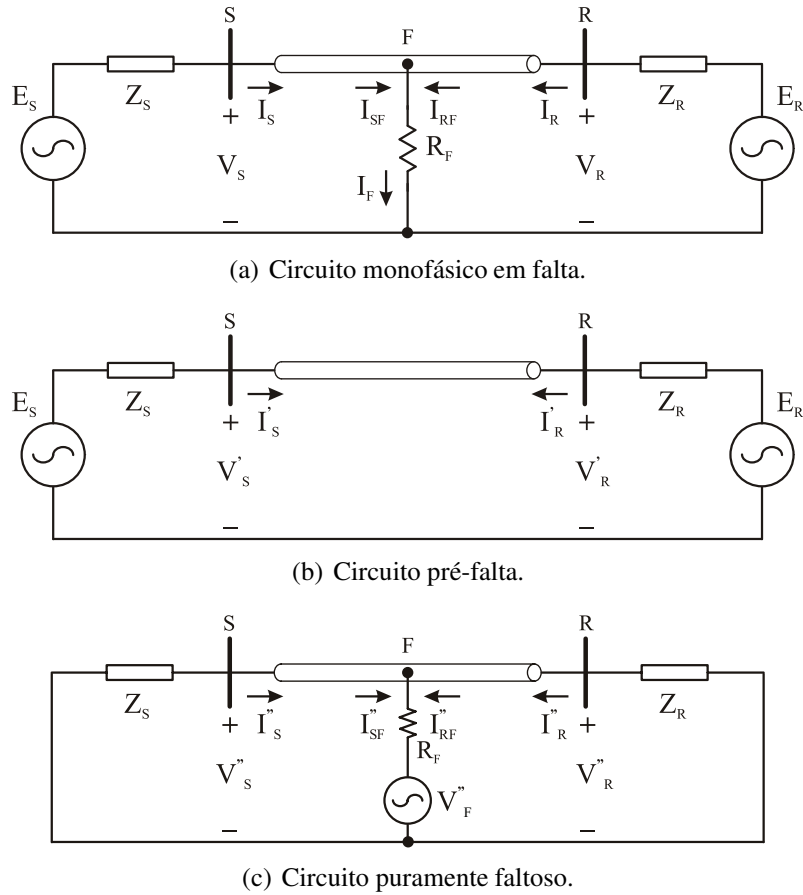 S
F
R
Z_S
I_S
I_SF
I_RF
I_R
Z_R
E_S
E_R
+
V_S
R_F
I_F
+
V_R
–
–
(a) Circuito monofásico em falta.
S
R
Z_S
I'_S
I'_R
Z_R
E_S
E_R
+
V'_S
+
V'_R
–
–
(b) Circuito pré-falta.
S
F
R
Z_S
I"_S
I"_SF
I"_RF
I"_R
Z_R
R_F
+
V"_S
V"_F
+
V"_R
–
–
(c) Circuito puramente faltoso.